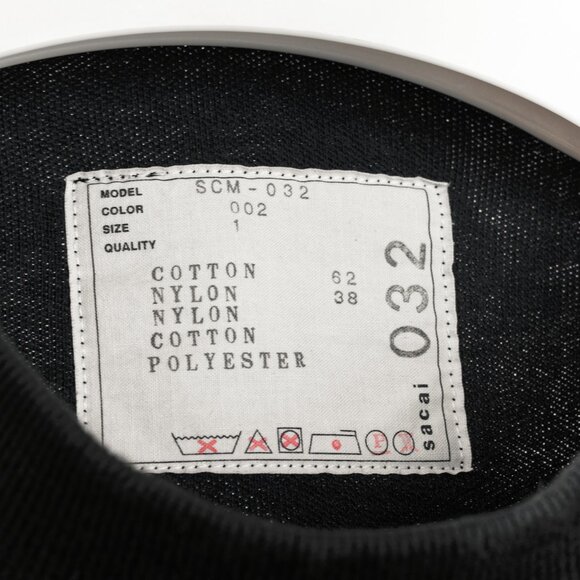 MODEL SCM-032
COLOR 002
SIZE 1
QUALITY
COTTON 62
NYLON 38
NYLON
COTTON
POLYESTER
P
sacai 032